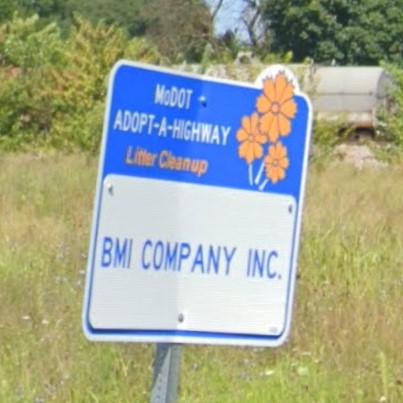 MoDOT
ADOPT-A-HIGHWAY
Litter Cleanup
BMI COMPANY INC.